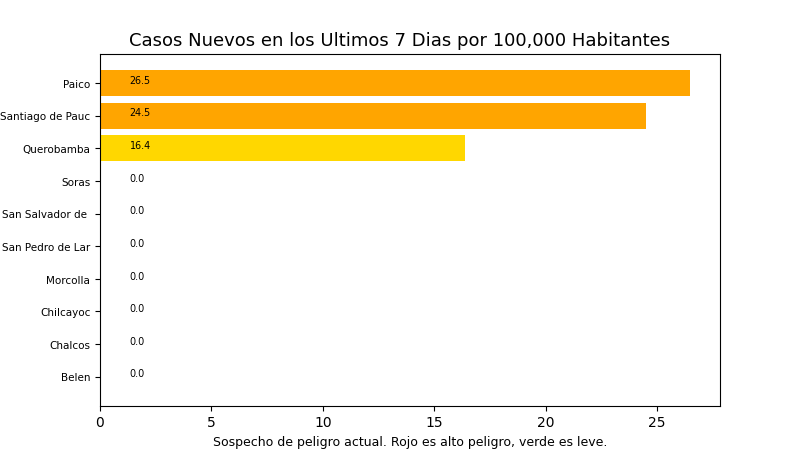 Casos Nuevos en los Ultimos 7 Dias por 100,000 Habitantes
Paico 26.5
Santiago de Pauc 24.5
Querobamba 16.4
Soras 0.0
San Salvador de 0.0
San Pedro de Lar 0.0
Morcolla 0.0
Chilcayoc 0.0
Chalcos 0.0
Belen 0.0
0 5 10 15 20 25
Sospecho de peligro actual. Rojo es alto peligro, verde es leve.